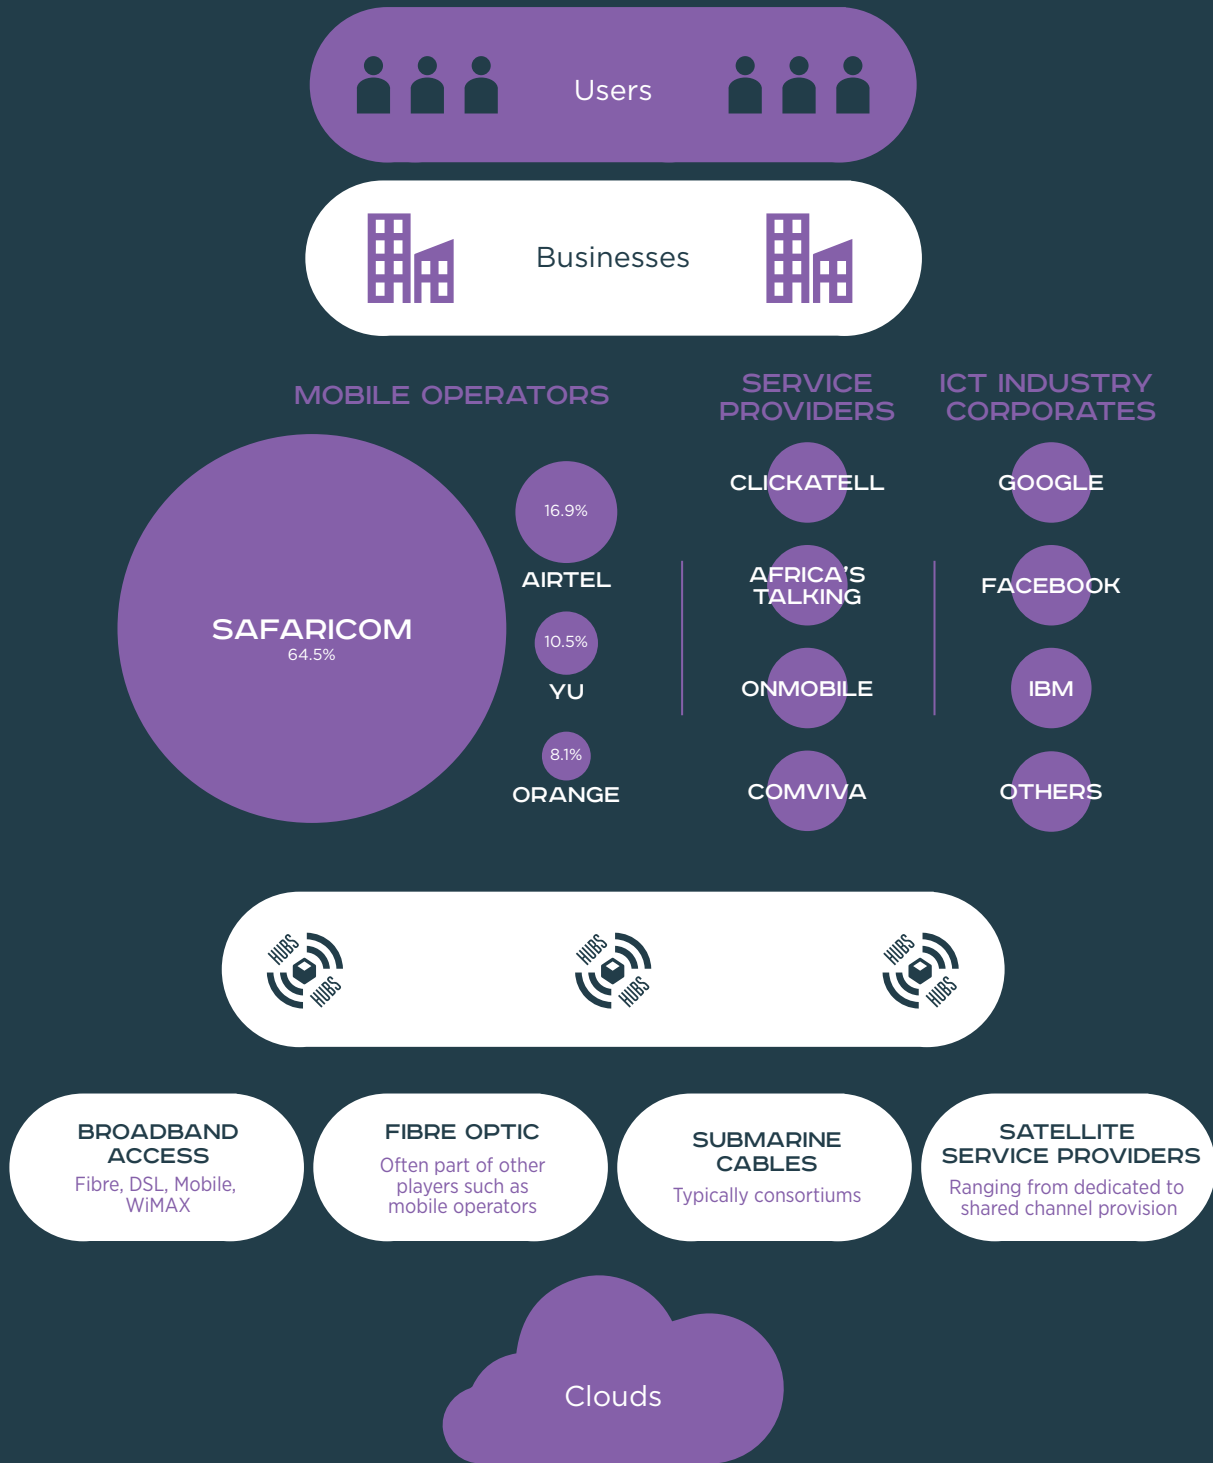 Users
Businesses
MOBILE OPERATORS
SAFARICOM
64.5%
16.9%
AIRTEL
10.5%
YU
8.1%
ORANGE
SERVICE
PROVIDERS
CLICKATELL
AFRICA'S
TALKING
ONMOBILE
COMVIVA
ICT INDUSTRY
CORPORATES
GOOGLE
FACEBOOK
IBM
OTHERS
HUBS
HUBS
HUBS
HUBS
HUBS
HUBS
BROADBAND
ACCESS
Fibre, DSL, Mobile,
WiMAX
FIBRE OPTIC
Often part of other
players such as
mobile operators
SUBMARINE
CABLES
Typically consortiums
SATELLITE
SERVICE PROVIDERS
Ranging from dedicated to
shared channel provision
Clouds